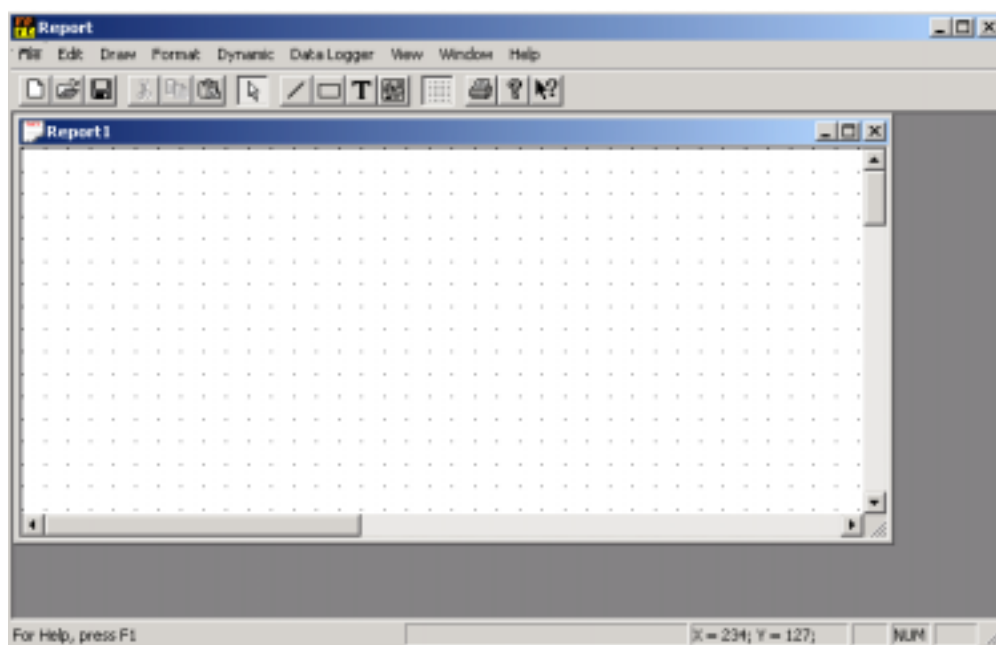 Report
File Edit Draw Format Dynamic Data Logger View Window Help
T ? ?
Report1
For Help, press F1 X = 234; Y = 127; NUM